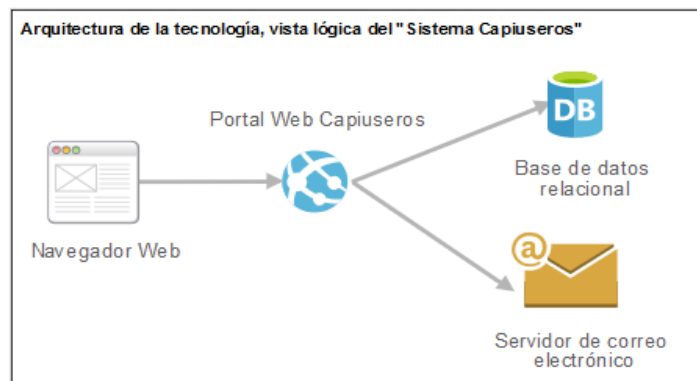 Arquitectura de la tecnología, vista lógica del "Sistema Capiuseros"
Portal Web Capiuseros
DB
Base de datos
relacional
Navegador Web
@
Servidor de correo
electrónico